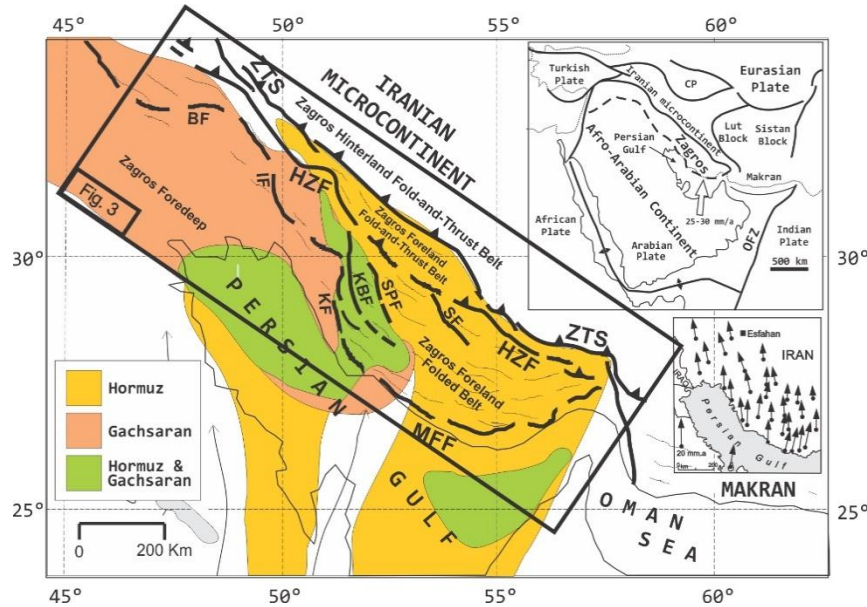 45°
50°
55°
60°
30°
25°
30°
25°
45°
50°
55°
60°
ZTS
IRANIAN
MICROCONTINENT
Zagros Hinterland Fold-and-Thrust Belt
BF
IF
HZF
Zagros Foredeep
Fig. 3
Zagros Foreland
Fold-and-Thrust Belt
KBF
SPF
KF
SF
HZF
ZTS
Zagros Foreland
Folded Belt
MFF
PERSIAN
GULF
OMAN
SEA
MAKRAN
Hormuz
Gachsaran
Hormuz &
Gachsaran
0
200 Km
Turkish
Plate
CP
Eurasian
Plate
Iranian microcontinent
Lut
Block
Sistan
Block
Zagros
Persian
Gulf
Afro-Arabian Continent
Makran
25-30 mm/a
African
Plate
Arabian
Plate
OFZ
Indian
Plate
500 km
Esfahan
IRAN
IRAQ
Persian Gulf
20 mm.a